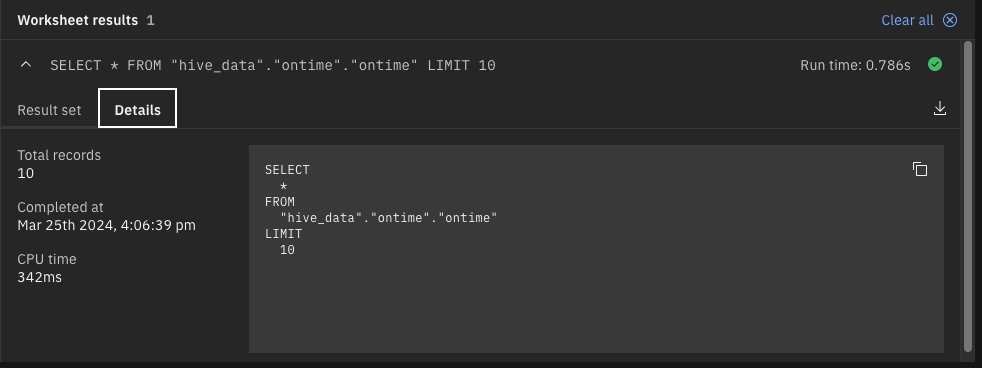 Worksheet results 1
Clear all
SELECT * FROM "hive_data"."ontime"."ontime" LIMIT 10
Run time: 0.786s
Result set
Details
Total records
10
Completed at
Mar 25th 2024, 4:06:39 pm
CPU time
342ms
SELECT
  *
FROM
  "hive_data"."ontime"."ontime"
LIMIT
  10